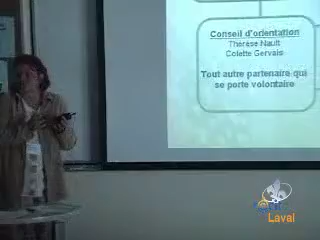 Conseil d'orientation
Thérèse Nault
Colette Gervais
Tout autre partenaire qui
se porte volontaire
Laval